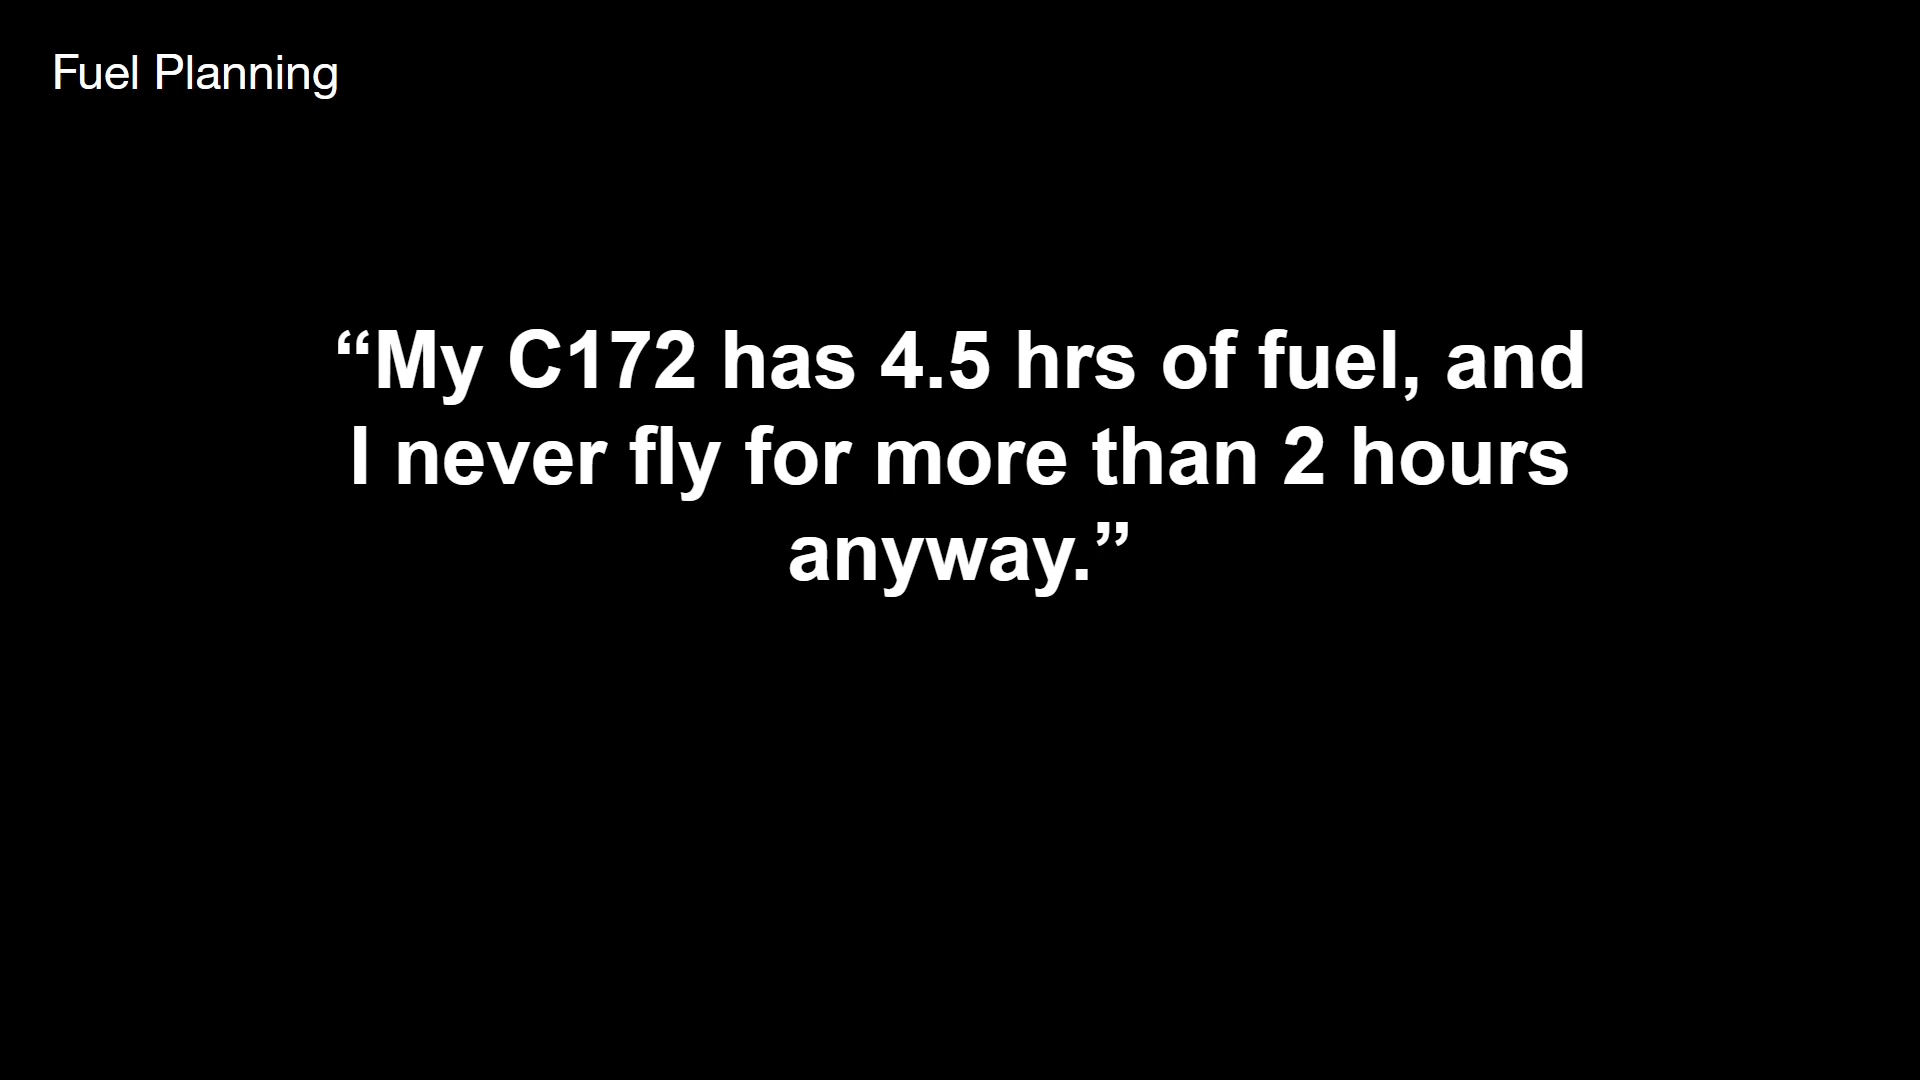 Fuel Planning
“My C172 has 4.5 hrs of fuel, and
I never fly for more than 2 hours
anyway.”